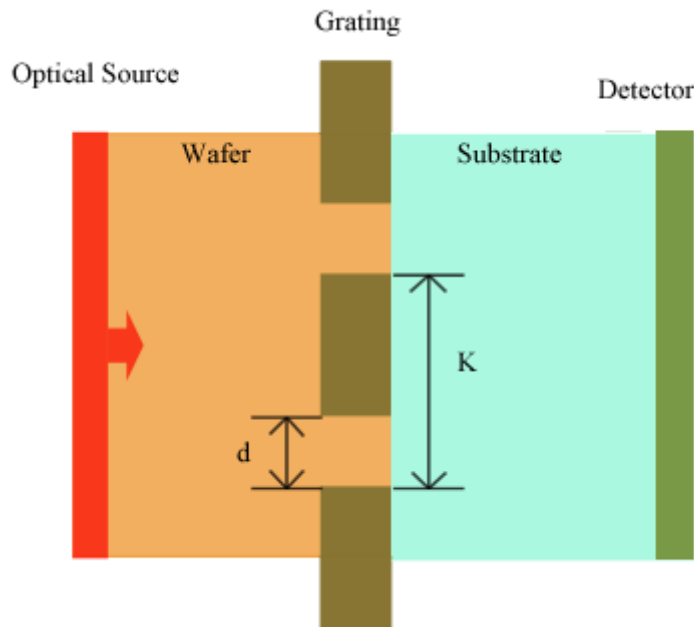 Grating
Optical Source
Detector
Wafer
Substrate
K
d